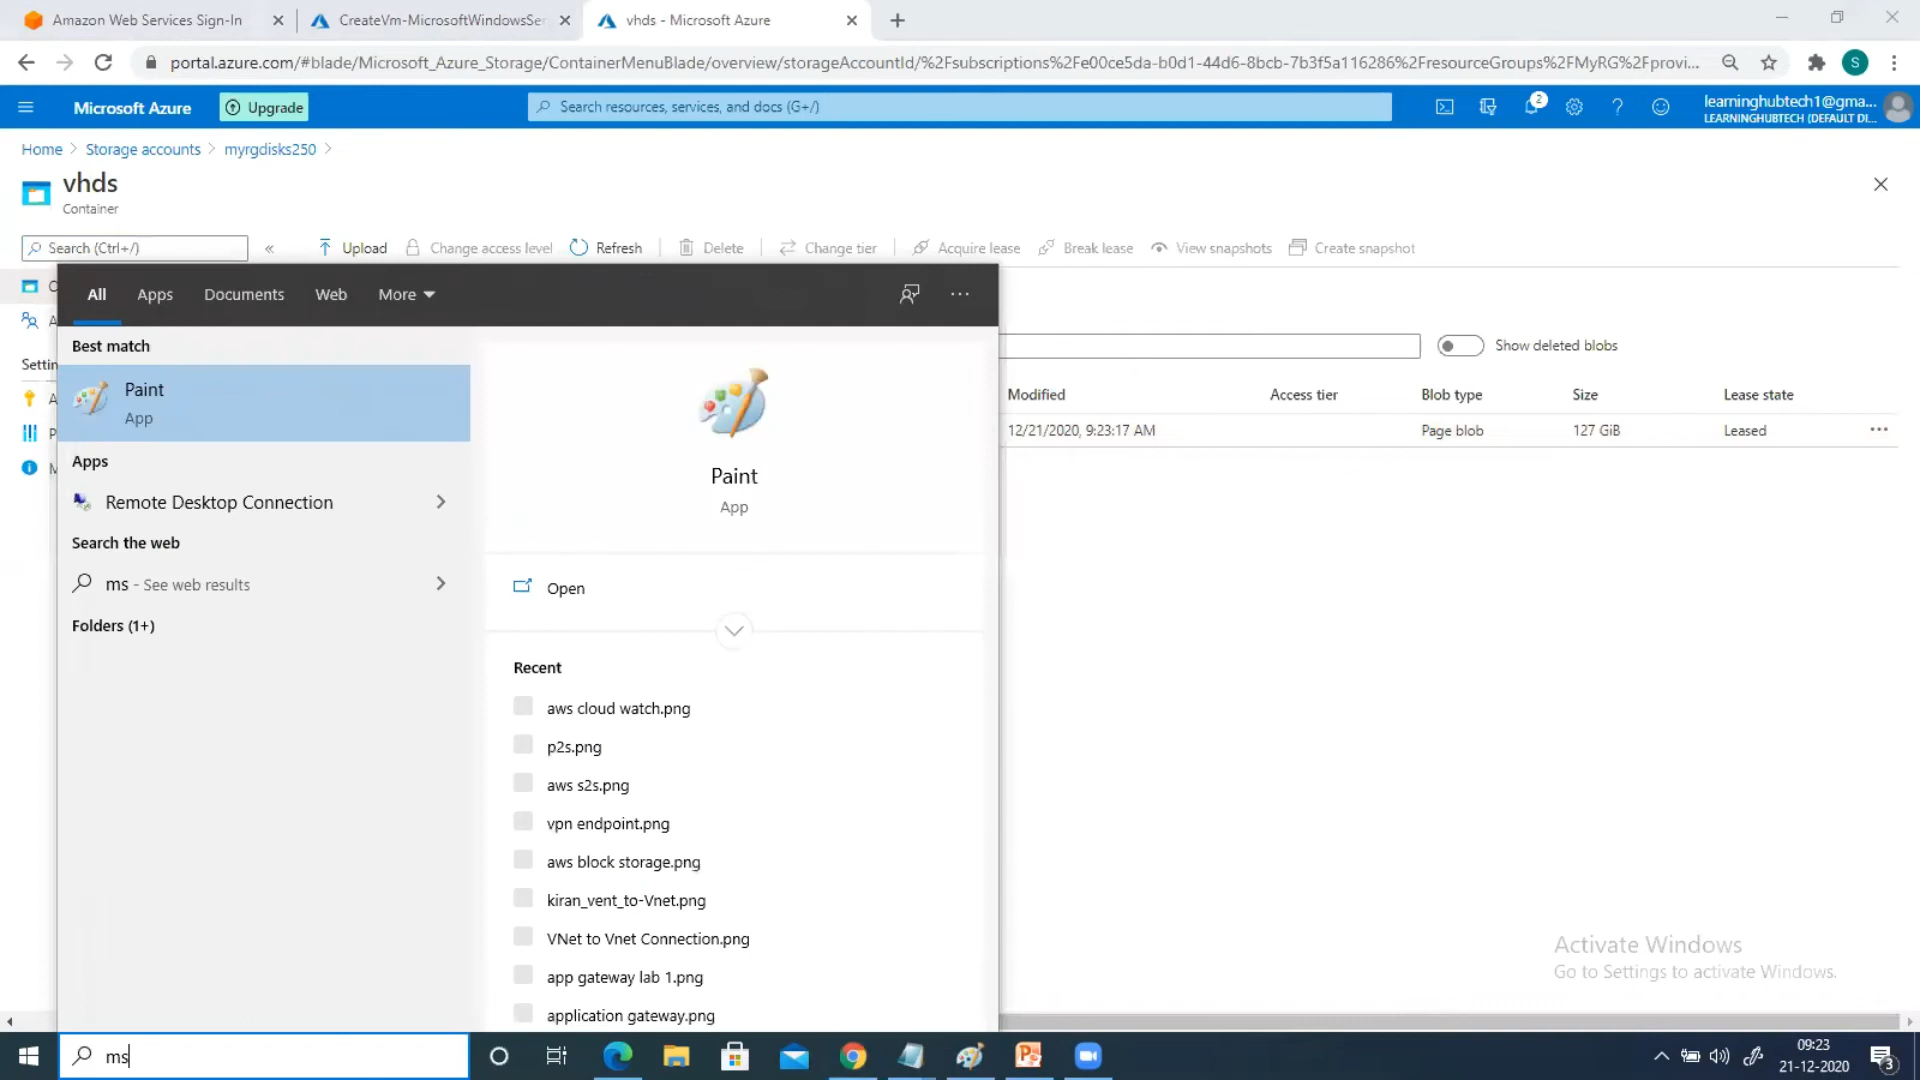 Amazon Web Services Sign-In
CreateVm-MicrosoftWindowsSer
vhds - Microsoft Azure
portal.azure.com/#blade/Microsoft_Azure_Storage/ContainerMenuBlade/overview/storageAccountId/%2Fsubscriptions%2Fe00ce5da-b0d1-44d6-8bcb-7b3f5a116286%2FresourceGroups%2FMyRG%2Fprovi...
S
Microsoft Azure
Upgrade
Search resources, services, and docs (G+/)
2
learninghubtech1@gma...
LEARNINGHUBTECH (DEFAULT DI...
Home > Storage accounts > myrgdisks250 >
vhds
Container
Search (Ctrl+/)
Upload
Change access level
Refresh
Delete
Change tier
Acquire lease
Break lease
View snapshots
Create snapshot
All Apps Documents Web More
Best match
Paint
App
Apps
Remote Desktop Connection
Search the web
ms - See web results
Folders (1+)
Paint
App
Open
Recent
aws cloud watch.png
p2s.png
aws s2s.png
vpn endpoint.png
aws block storage.png
kiran_vent_to-Vnet.png
VNet to Vnet Connection.png
app gateway lab 1.png
application gateway.png
Settin
Show deleted blobs
Modified Access tier Blob type Size Lease state
12/21/2020, 9:23:17 AM Page blob 127 GiB Leased
Activate Windows
Go to Settings to activate Windows.
ms
09:23
21-12-2020
3